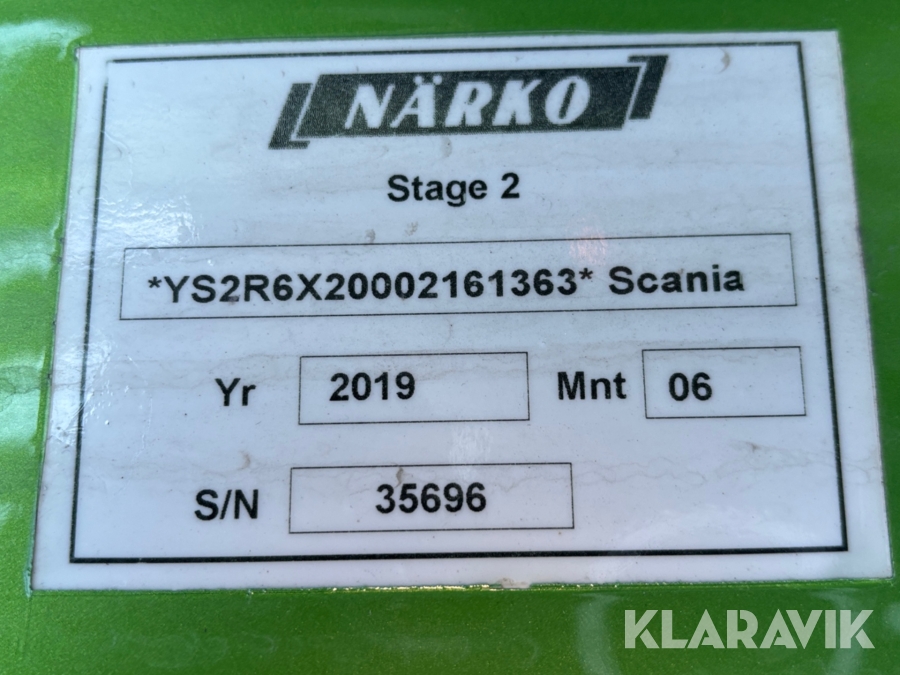 NÄRKO
Stage 2
*YS2R6X20002161363* Scania
Yr 2019 Mnt 06
S/N 35696
KLARAVIK